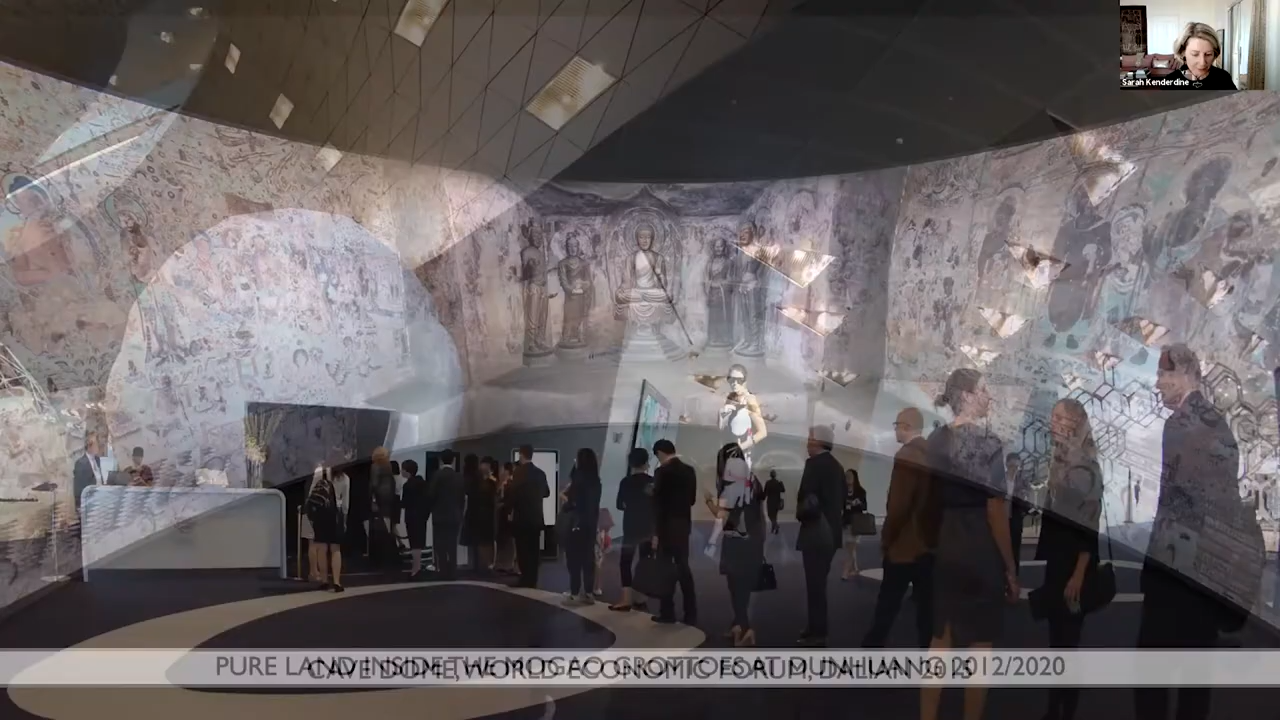 Sarah Kenderdine
PURE LAND: INSIDE THE MOGAO GROTTOES AT DUNHUANG 2012/2020
CAVE DOME, WORLD ECONOMIC FORUM, DALIAN 2015